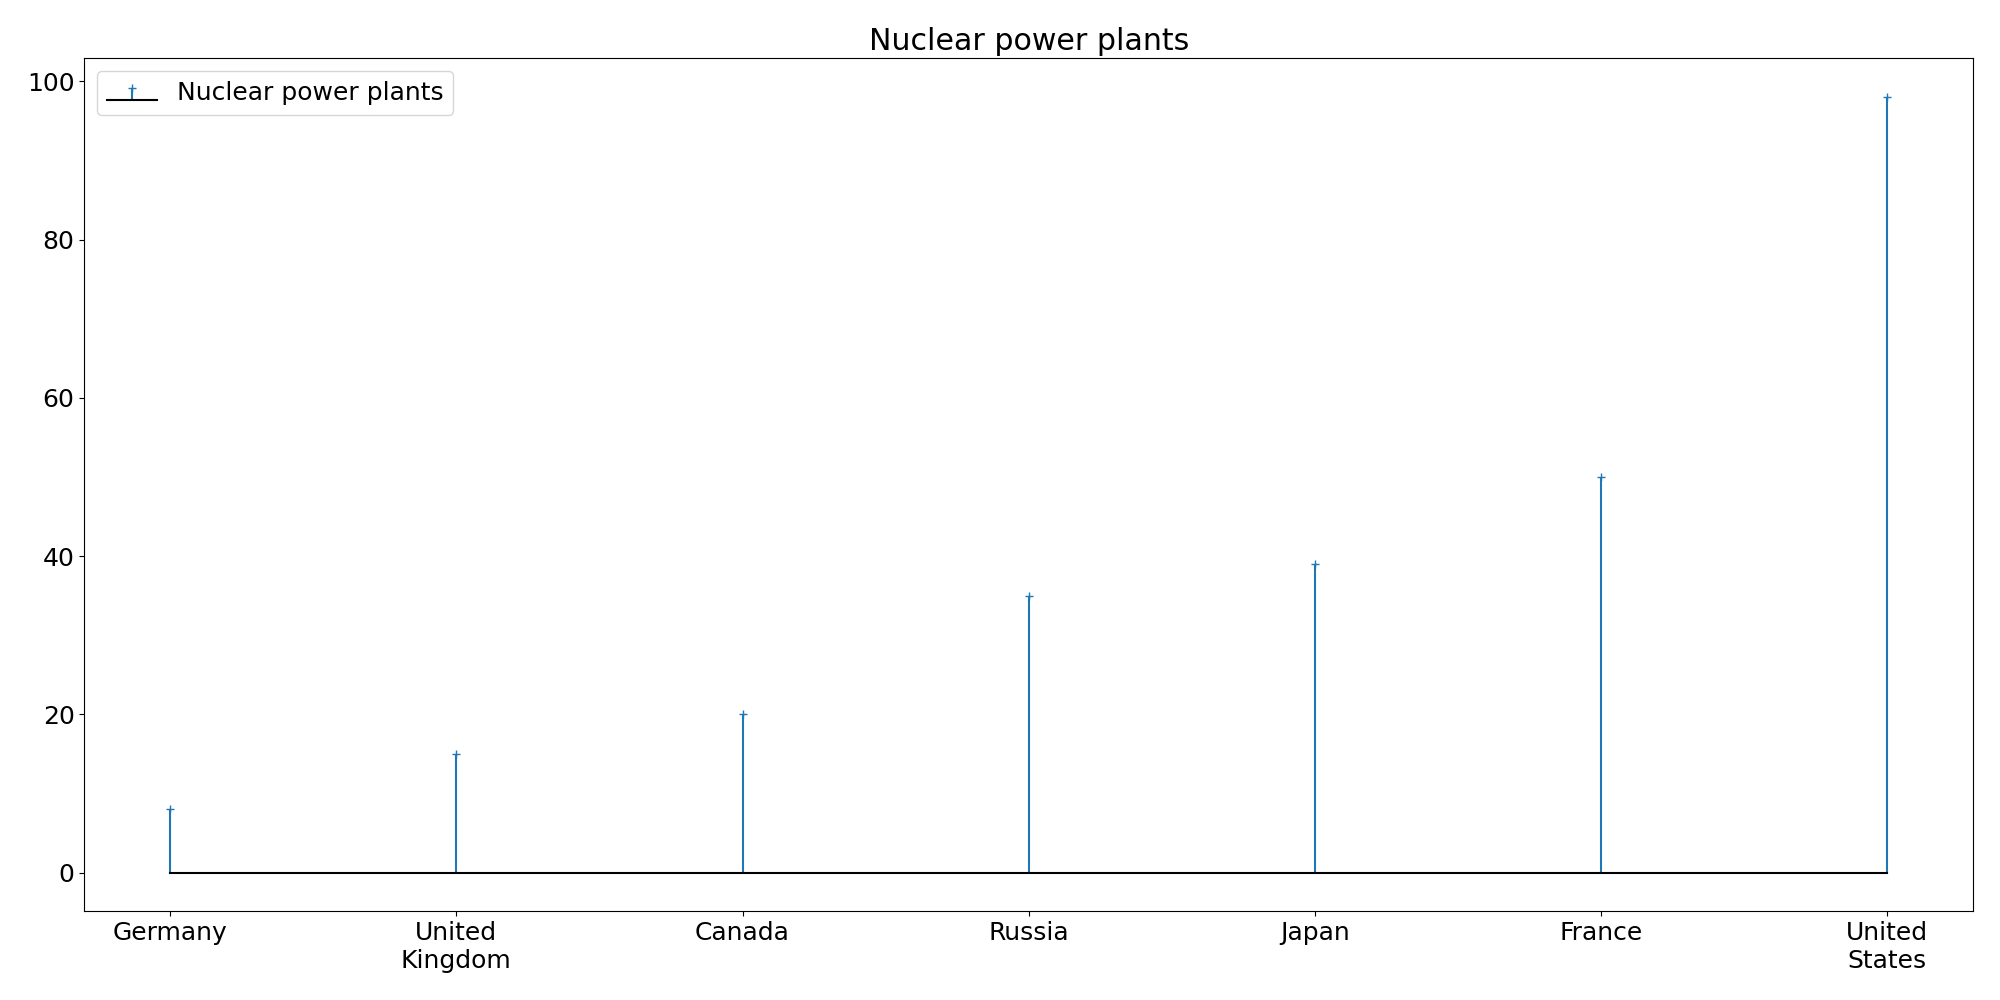 Nuclear power plants
Nuclear power plants
100
80
60
40
20
0
Germany
United
Kingdom
Canada
Russia
Japan
France
United
States